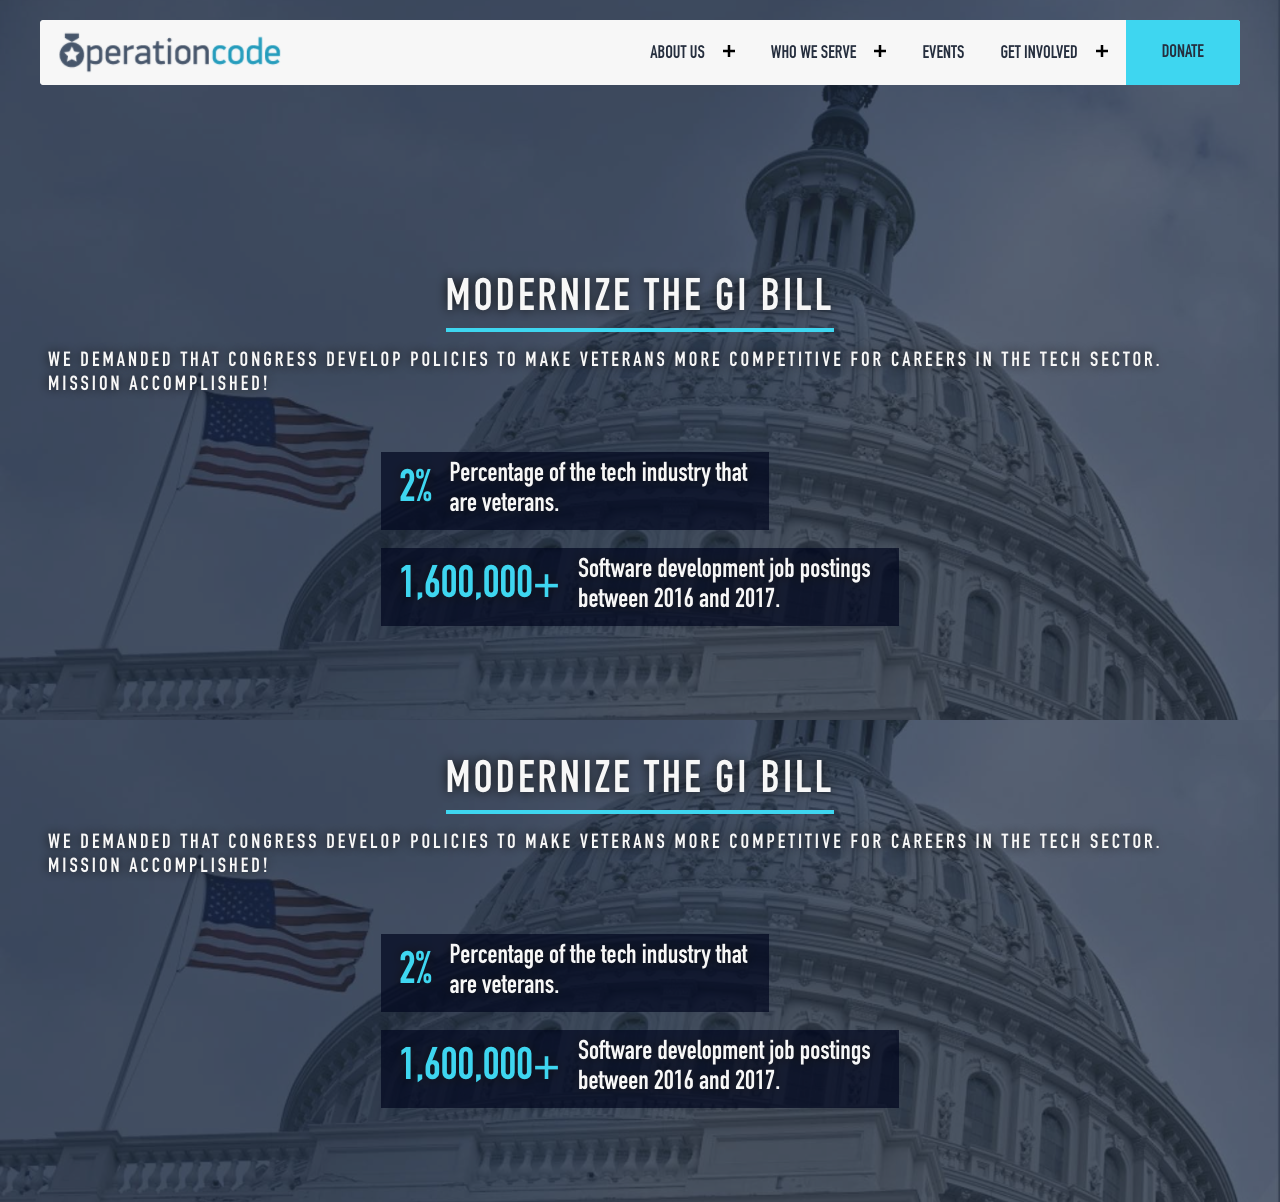 operationcode
ABOUT US + WHO WE SERVE + EVENTS GET INVOLVED + DONATE
MODERNIZE THE GI BILL
WE DEMANDED THAT CONGRESS DEVELOP POLICIES TO MAKE VETERANS MORE COMPETITIVE FOR CAREERS IN THE TECH SECTOR.
MISSION ACCOMPLISHED!
2% Percentage of the tech industry that
are veterans.
1,600,000+ Software development job postings
between 2016 and 2017.
MODERNIZE THE GI BILL
WE DEMANDED THAT CONGRESS DEVELOP POLICIES TO MAKE VETERANS MORE COMPETITIVE FOR CAREERS IN THE TECH SECTOR.
MISSION ACCOMPLISHED!
2% Percentage of the tech industry that
are veterans.
1,600,000+ Software development job postings
between 2016 and 2017.